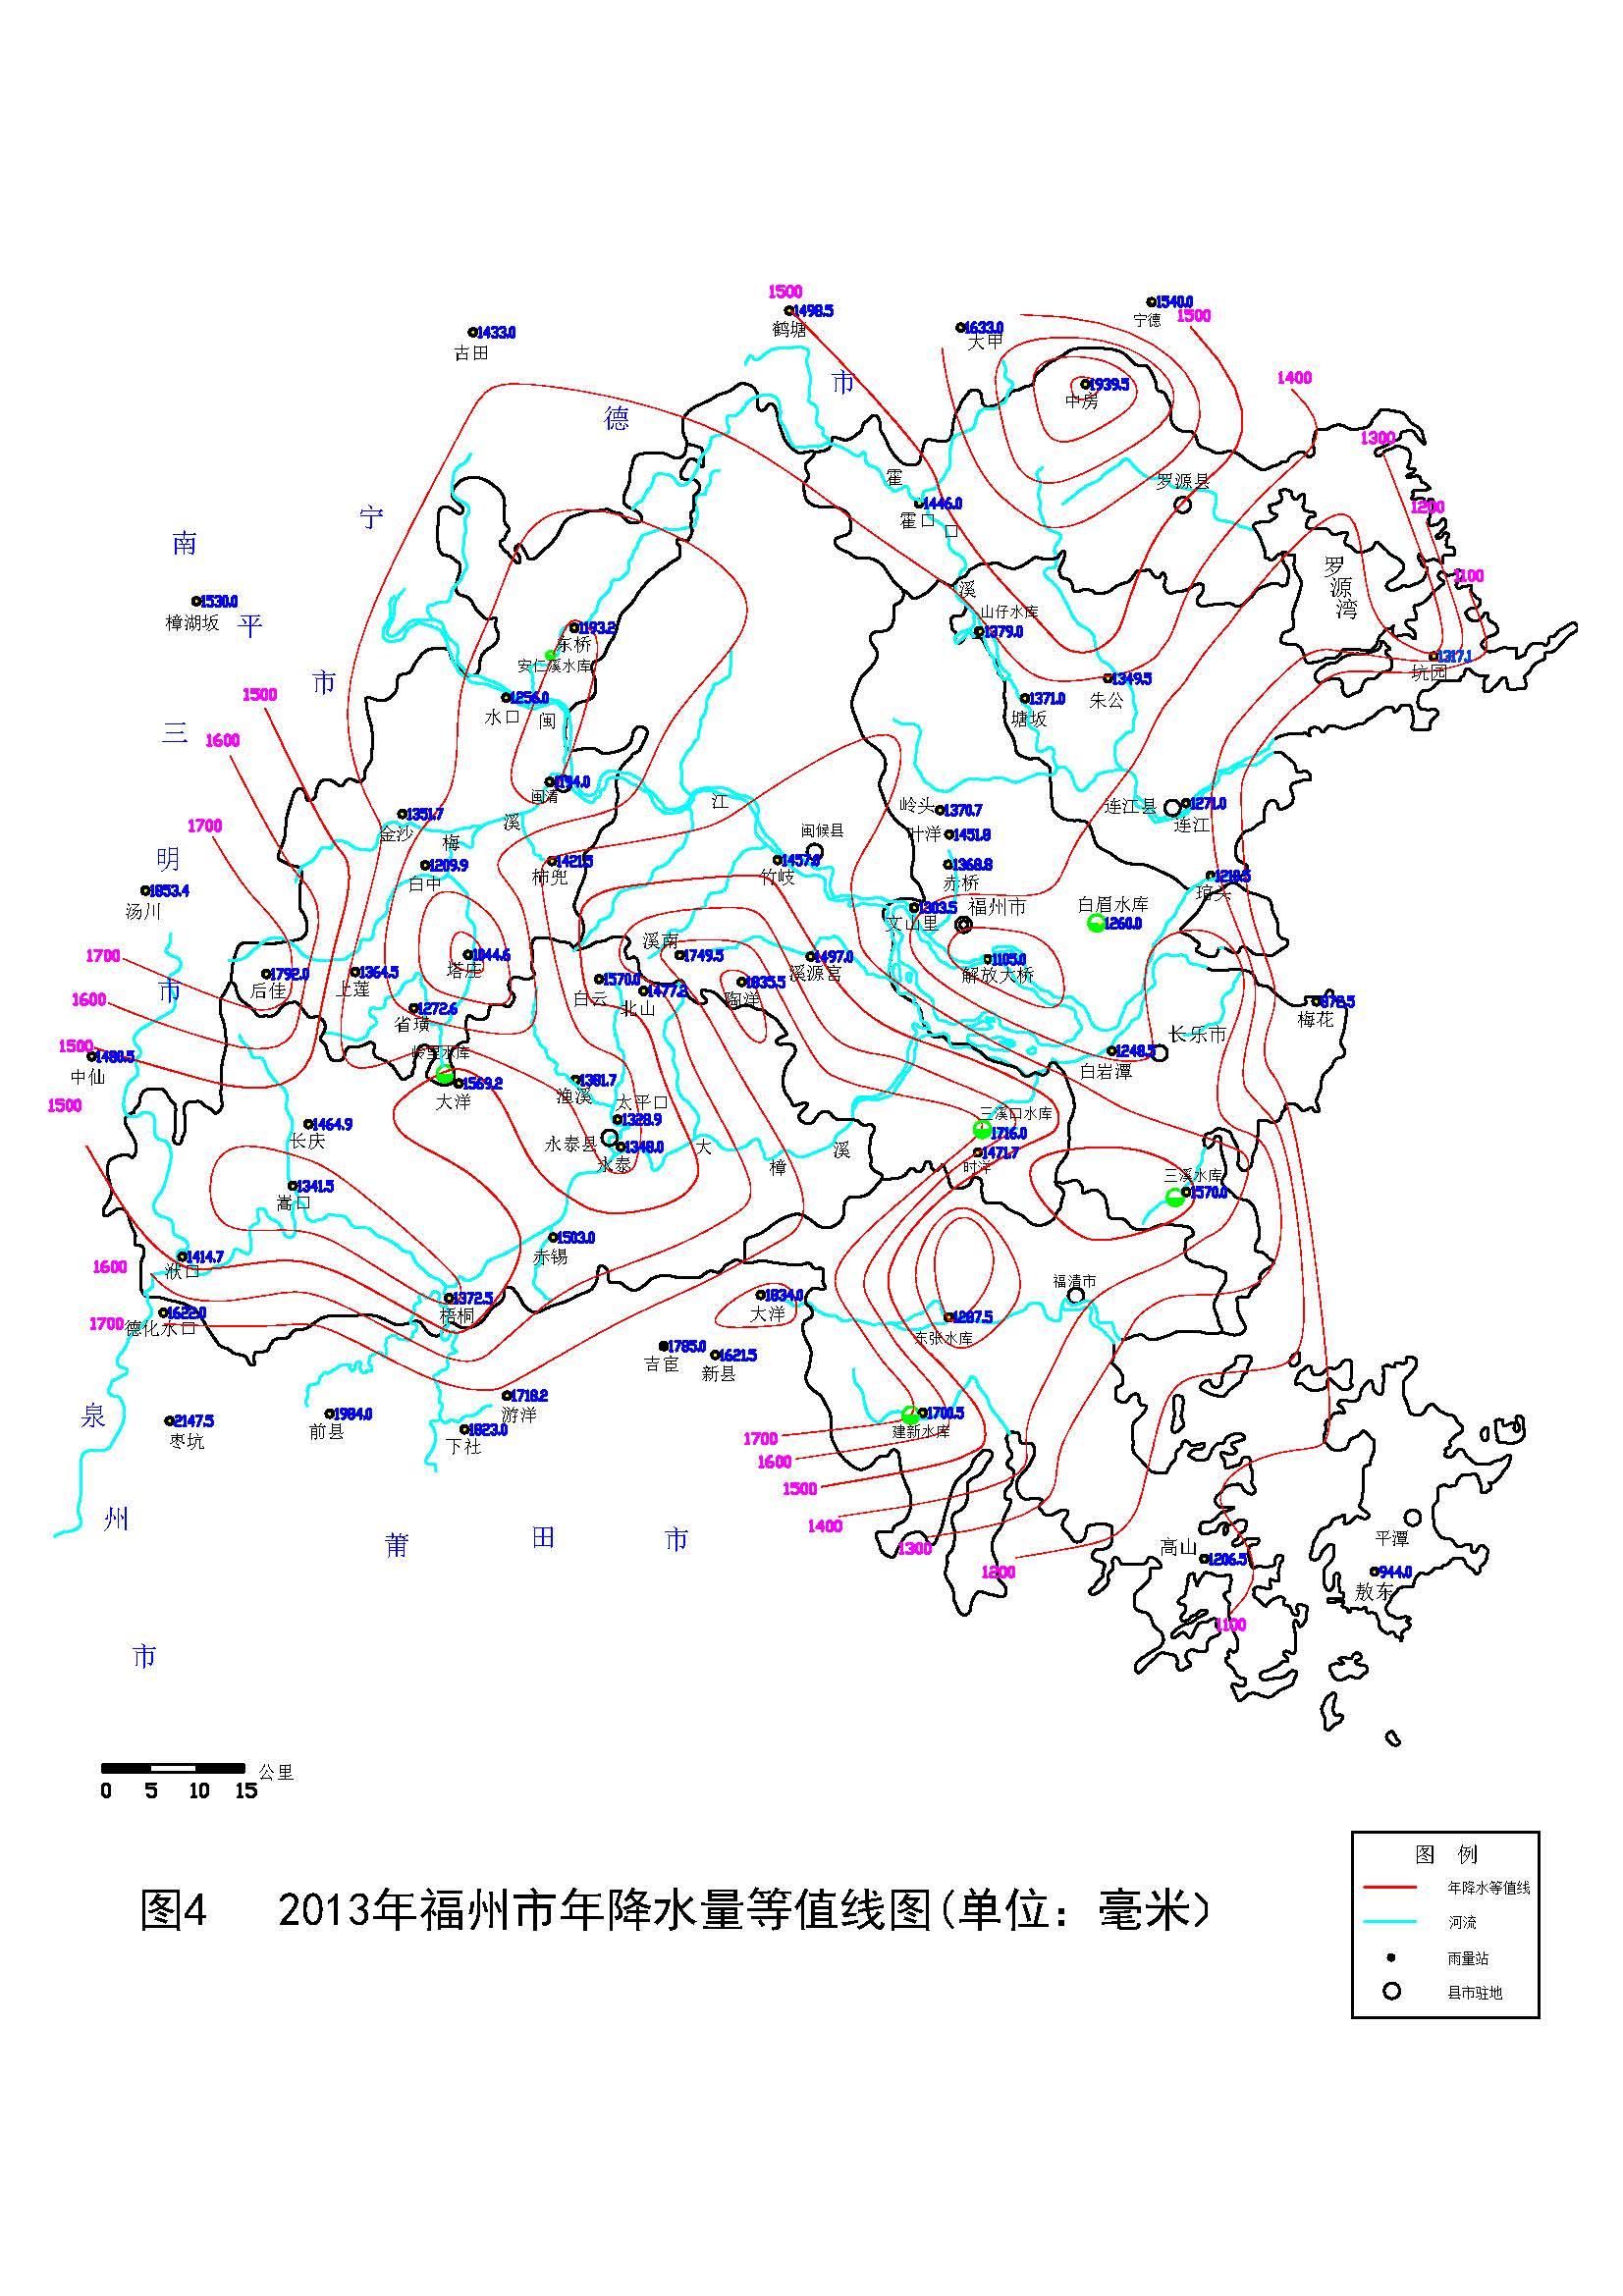 1500
1498.5
鹤塘
1540.0
宁德
1500
1633.0
大甲
1433.0
古田
市
1939.5
中房
1400
德
1300
霍
罗源县
1446.0
霍口
口
1200
宁
南
罗
源
湾
1100
溪
山仔水库
1379.0
1530.0
樟湖坂
平
1193.2
东桥
安仁溪水库
1317.1
坑园
市
1349.5
朱公
1500
1256.0
水口
闽
1371.0
塘坂
三
1600
闽清
江
1351.7
金沙
溪
梅
岭头
1370.7
连江县
1271.0
连江
1700
闽候县
叶洋
1451.8
明
1421.5
柿兜
1457.0
竹岐
1209.9
白中
1368.8
赤桥
1853.4
汤川
1303.5
文山里
福州市
白眉水库
1260.0
埔头
1700
溪南
1749.5
1497.0
溪源宫
1844.6
塔庄
1105.0
解放大桥
1792.0
后佳
1364.5
上莲
1570.0
白云
1477.2
北山
1835.5
陶洋
市
1600
1272.6
省璜
梅花
1500
1480.5
中仙
岭里水库
1248.5
白岩潭
长乐市
1569.2
大洋
1381.7
渔溪
太平口
1500
1328.9
三溪口水库
1716.0
1464.9
长庆
永泰县
1348.0
永泰
大
樟
溪
1471.7
时洋
1341.5
嵩口
三溪水库
1570.0
1503.0
赤锡
1414.7
湫口
1600
福清市
1622.0
德化水口
1700
1372.5
梧桐
1834.0
大洋
1287.5
东张水库
1785.0
吉宦
1621.5
新县
1718.2
游洋
泉
2147.5
枣坑
1984.0
前县
1823.0
下社
1700.5
建新水库
1700
1600
1500
州
1400
莆
田
市
1300
高山
1206.5
平潭
1200
944.0
敖东
1100
市
0 5 10 15 公里
图 例
年降水等值线
河流
雨量站
县市驻地
图4 2013年福州市年降水量等值线图(单位：毫米)